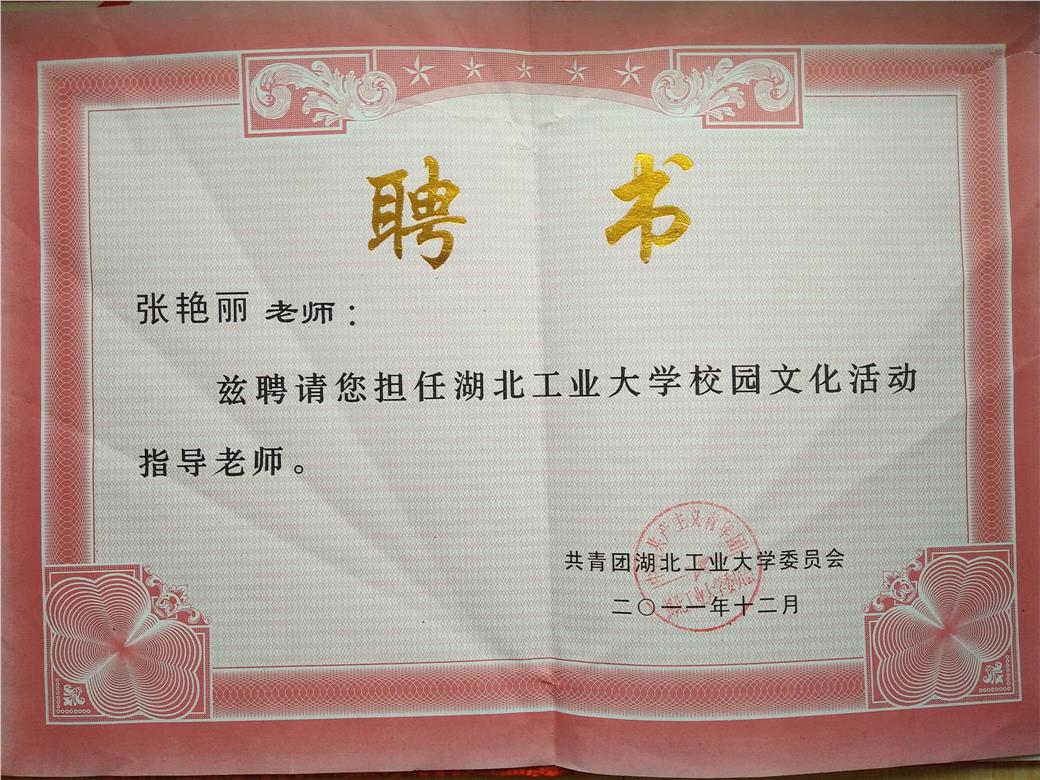 聘书
张艳丽 老师：
兹聘请您担任湖北工业大学校园文化活动
指导老师。
共青团湖北工业大学委员会
二〇一一年十二月